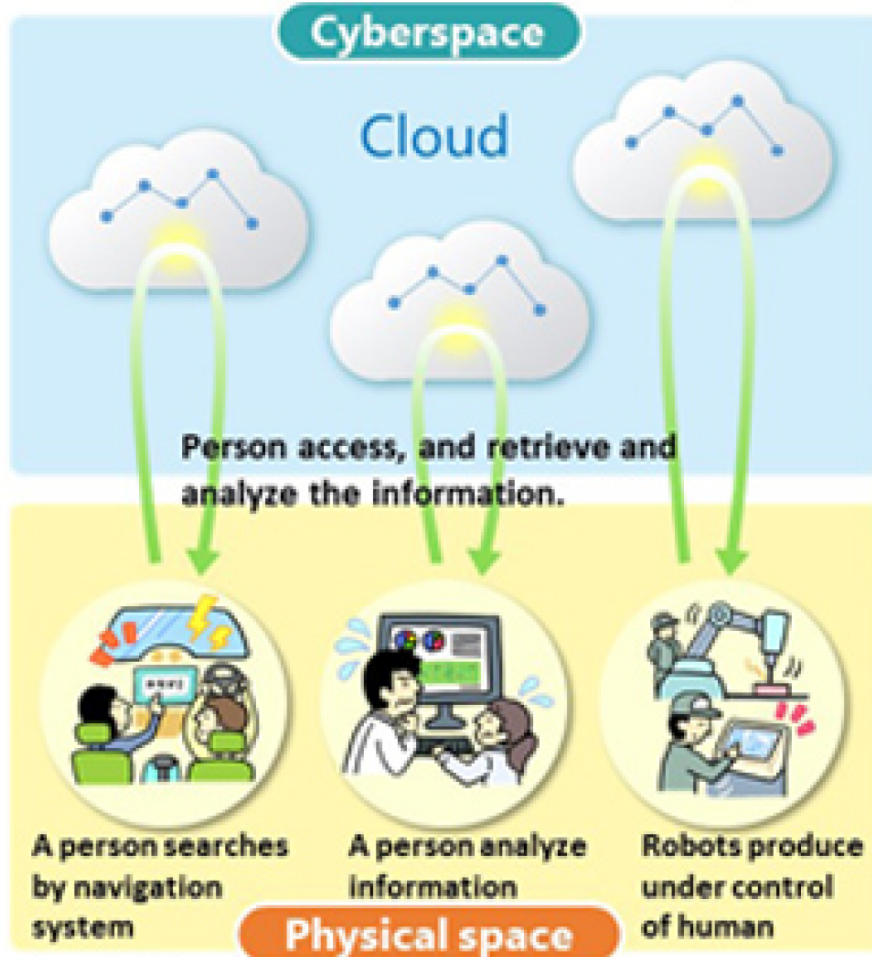 Cyberspace
Cloud
Person access, and retrieve and
analyze the information.
A person searches
by navigation
system
A person analyze
information
Robots produce
under control
of human
Physical space